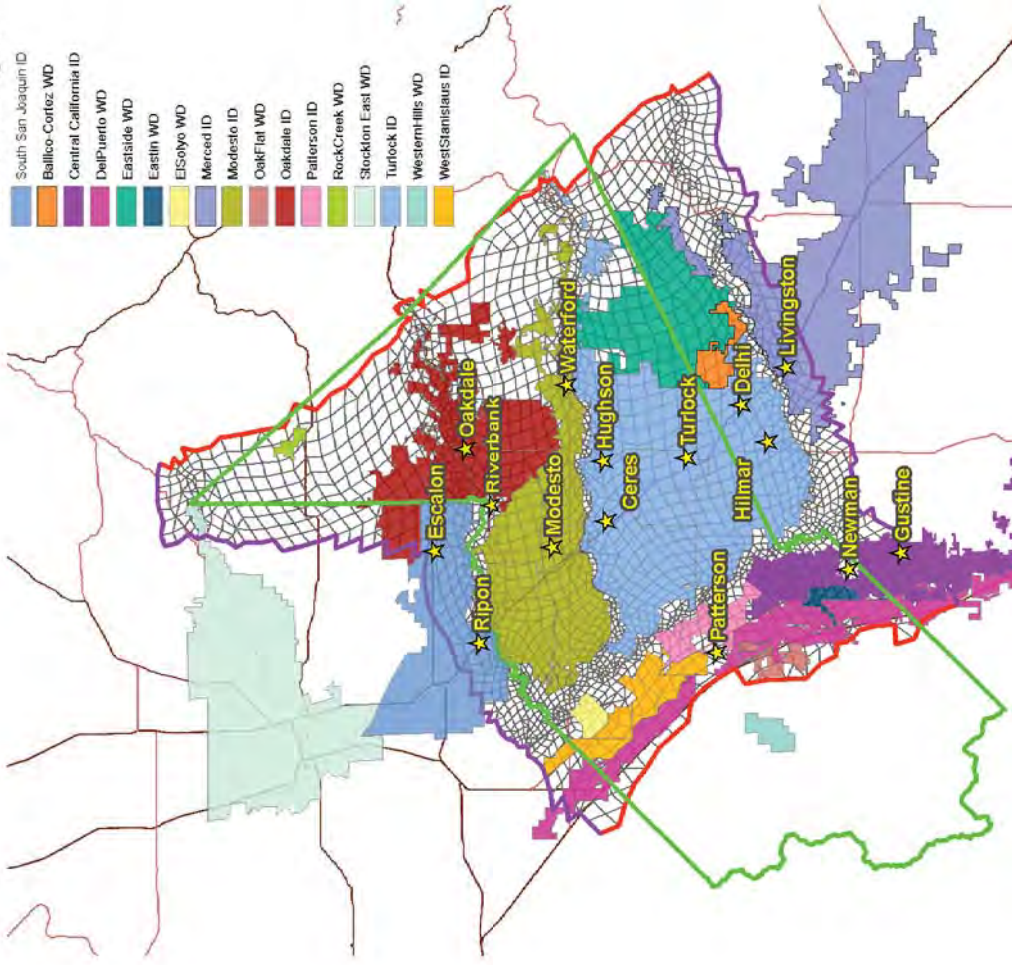 South San Joaquin ID
Ballico-Cortez WD
Central California ID
DelPuerto WD
Eastside WD
Eastin WD
ElSolyo WD
Merced ID
Modesto ID
OakFlat WD
Oakdale ID
Patterson ID
RockCreek WD
Stockton East WD
Turlock ID
WesternHills WD
WestStanislaus ID
Escalon
Oakdale
Ripon
Riverbank
Modesto
Waterford
Hughson
Ceres
Turlock
Patterson
Hilmar
Delhi
Livingston
Newman
Gustine